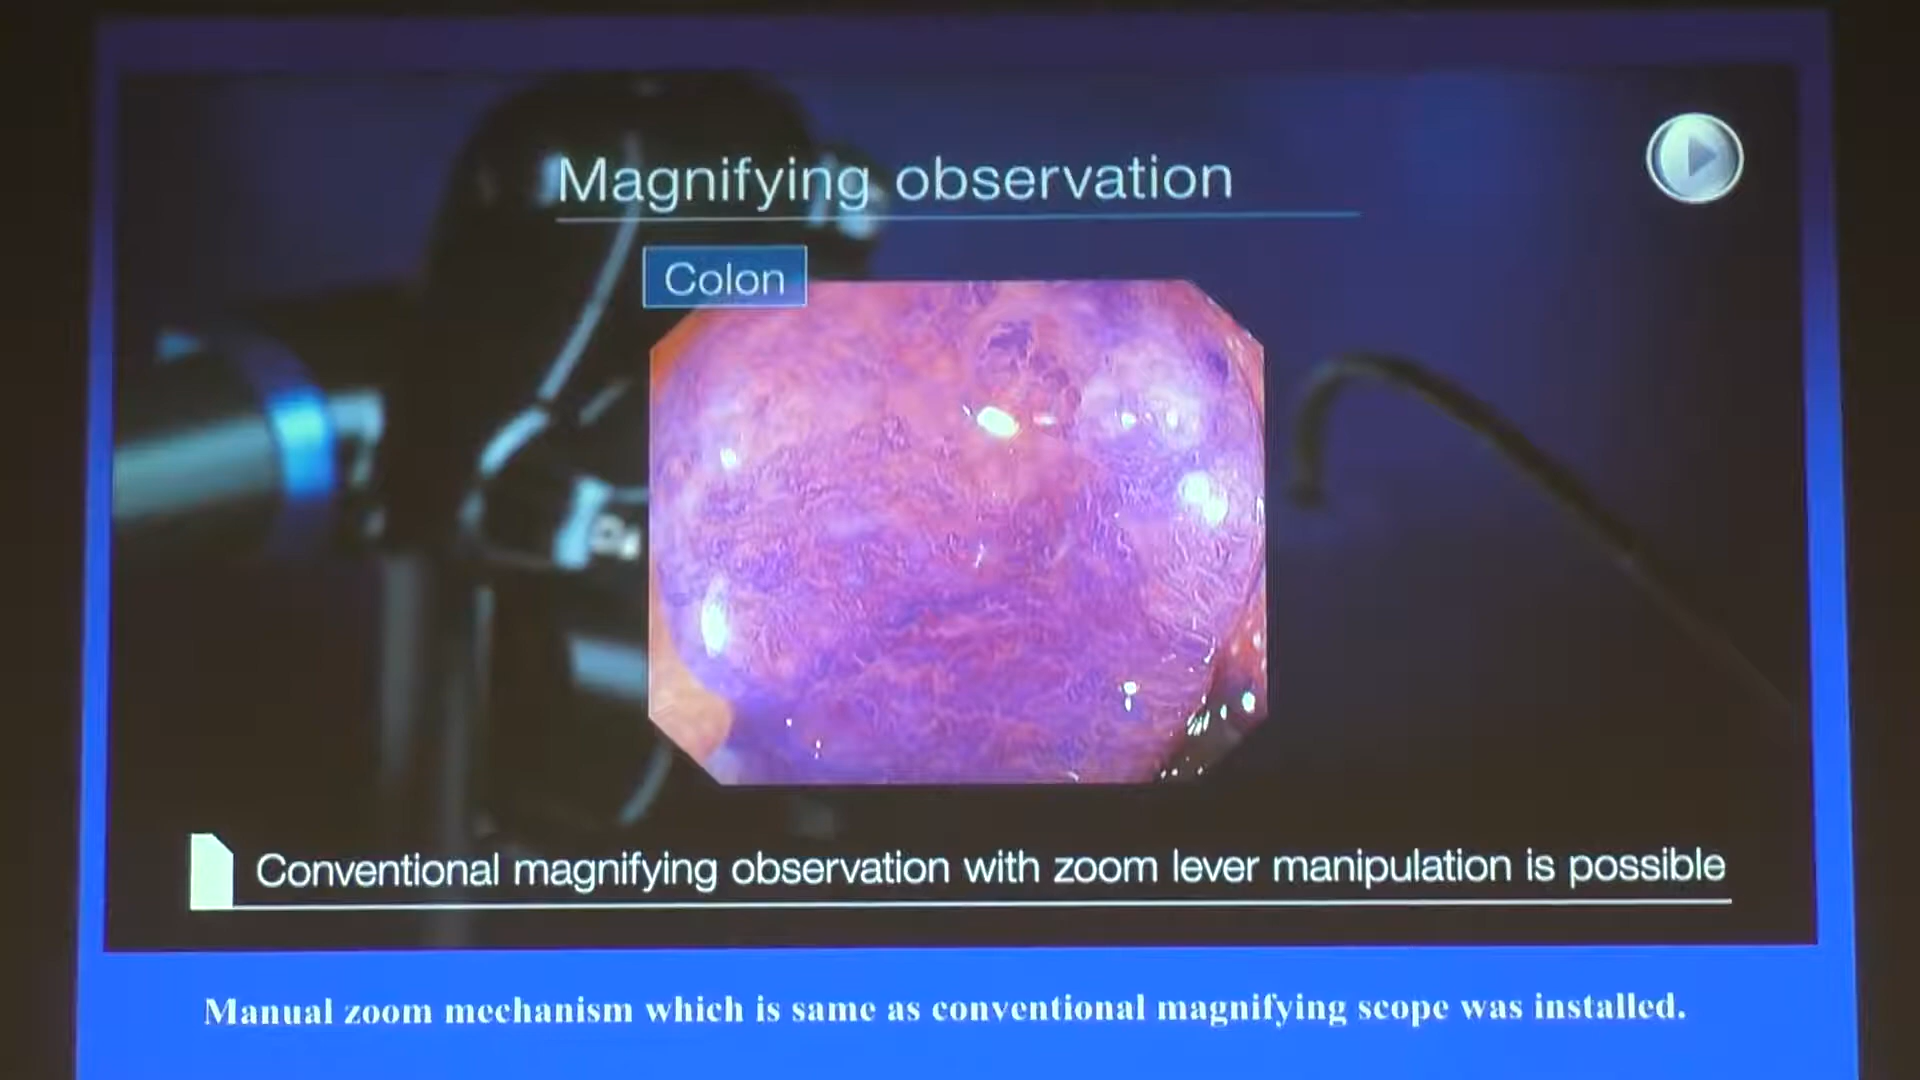 Magnifying observation
Colon
Conventional magnifying observation with zoom lever manipulation is possible
Manual zoom mechanism which is same as conventional magnifying scope was installed.